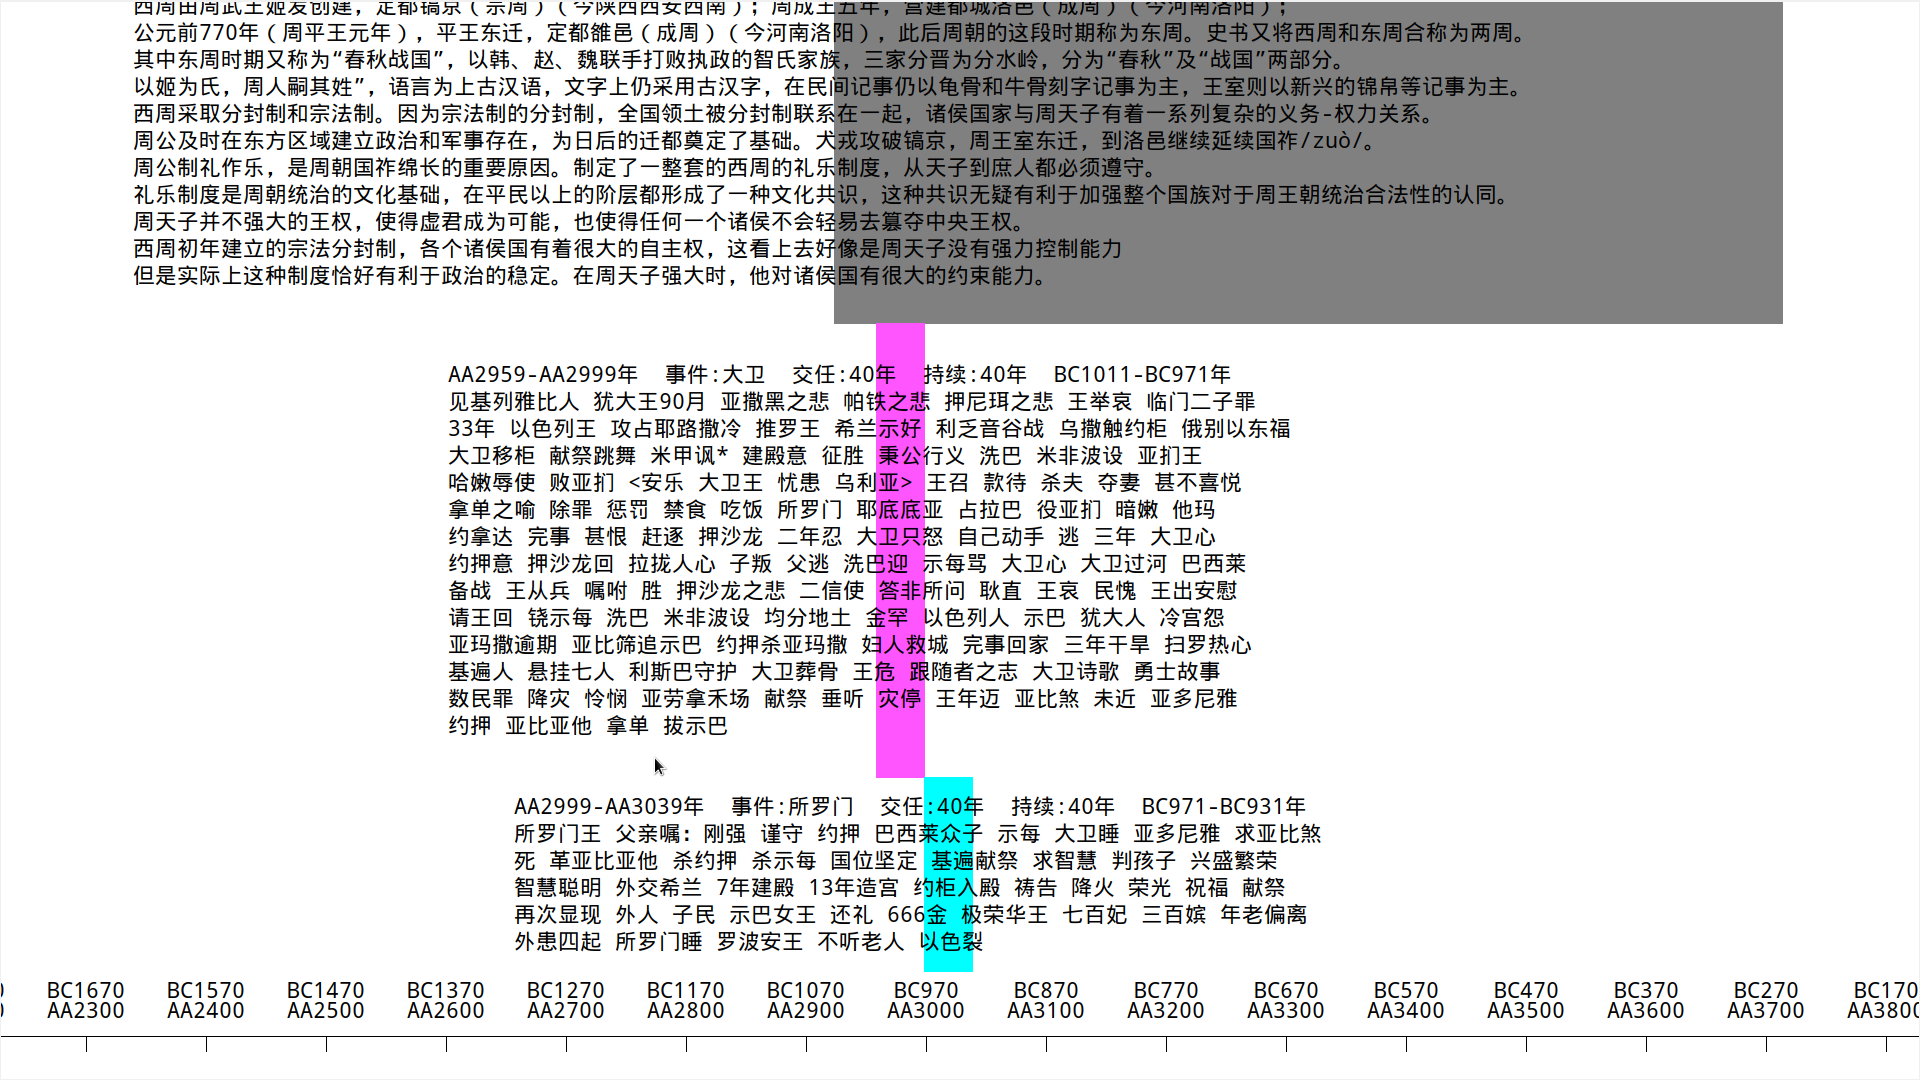 西周由周武王姬发创建，定都镐京（宗周）（今陕西西安西南）；周成王五年，营建都城洛邑（成周）（今河南洛阳）；
公元前770年（周平王元年），平王东迁，定都雒邑（成周）（今河南洛阳），此后周朝的这段时期称为东周。史书又将西周和东周合称为两周。
其中东周时期又称为“春秋战国”，以韩、赵、魏联手打败执政的智氏家族，三家分晋为分水岭，分为“春秋”及“战国”两部分。
以姬为氏，周人嗣其姓”，语言为上古汉语，文字上仍采用古汉字，在民间记事仍以龟骨和牛骨刻字记事为主，王室则以新兴的锦帛等记事为主。
西周采取分封制和宗法制。因为宗法制的分封制，全国领土被分封制联系在一起，诸侯国家与周天子有着一系列复杂的义务-权力关系。
周公及时在东方区域建立政治和军事存在，为日后的迁都奠定了基础。犬戎攻破镐京，周王室东迁，到洛邑继续延续国祚/zuò/。
周公制礼作乐，是周朝国祚绵长的重要原因。制定了一整套的西周的礼乐制度，从天子到庶人都必须遵守。
礼乐制度是周朝统治的文化基础，在平民以上的阶层都形成了一种文化共识，这种共识无疑有利于加强整个国族对于周王朝统治合法性的认同。
周天子并不强大的王权，使得虚君成为可能，也使得任何一个诸侯不会轻易去篡夺中央王权。
西周初年建立的宗法分封制，各个诸侯国有着很大的自主权，这看上去好像是周天子没有强力控制能力
但是实际上这种制度恰好有利于政治的稳定。在周天子强大时，他对诸侯国有很大的约束能力。
AA2959-AA2999年 事件:大卫 交任:40年 持续:40年 BC1011-BC971年
见基列雅比人 犹大王90月 亚撒黑之悲 帕铁之悲 押尼珥之悲 王举哀 临门二子罪
33年 以色列王 攻占耶路撒冷 推罗王 希兰示好 利乏音谷战 乌撒触约柜 俄别以东福
大卫移柜 献祭跳舞 米甲讽* 建殿意 征胜 秉公行义 洗巴 米非波设 亚扪王
哈嫩辱使 败亚扪 <安乐 大卫王 忧患 乌利亚> 王召 款待 杀夫 夺妻 甚不喜悦
拿单之喻 除罪 惩罚 禁食 吃饭 所罗门 耶底底亚 占拉巴 役亚扪 暗嫩 他玛
约拿达 完事 甚恨 赶逐 押沙龙 二年忍 大卫只怒 自己动手 逃 三年 大卫心
约押意 押沙龙回 拉拢人心 子叛 父逃 洗巴迎 示每骂 大卫心 大卫过河 巴西莱
备战 王从兵 嘱咐 胜 押沙龙之悲 二信使 答非所问 耿直 王哀 民愧 王出安慰
请王回 饶示每 洗巴 米非波设 均分地土 金罕 以色列人 示巴 犹大人 冷宫怨
亚玛撒逾期 亚比筛追示巴 约押杀亚玛撒 妇人救城 完事回家 三年干旱 扫罗热心
基遍人 悬挂七人 利斯巴守护 大卫葬骨 王危 跟随者之志 大卫诗歌 勇士故事
数民罪 降灾 怜悯 亚劳拿禾场 献祭 垂听 灾停 王年迈 亚比煞 未近 亚多尼雅
约押 亚比亚他 拿单 拔示巴
AA2999-AA3039年 事件:所罗门 交任:40年 持续:40年 BC971-BC931年
所罗门王 父亲嘱：刚强 谨守 约押 巴西莱众子 示每 大卫睡 亚多尼雅 求亚比煞
死 革亚比亚他 杀约押 杀示每 国位坚定 基遍献祭 求智慧 判孩子 兴盛繁荣
智慧聪明 外交希兰 7年建殿 13年造宫 约柜入殿 祷告 降火 荣光 祝福 献祭
再次显现 外人 子民 示巴女王 还礼 666金 极荣华王 七百妃 三百嫔 年老偏离
外患四起 所罗门睡 罗波安王 不听老人 以色裂
BC1670 BC1570 BC1470 BC1370 BC1270 BC1170 BC1070 BC970 BC870 BC770 BC670 BC570 BC470 BC370 BC270 BC170
AA2300 AA2400 AA2500 AA2600 AA2700 AA2800 AA2900 AA3000 AA3100 AA3200 AA3300 AA3400 AA3500 AA3600 AA3700 AA3800